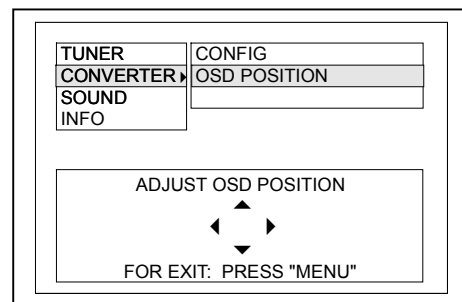 TUNER
CONVERTER
SOUND
INFO
CONFIG
OSD POSITION
ADJUST OSD POSITION
FOR EXIT: PRESS "MENU"